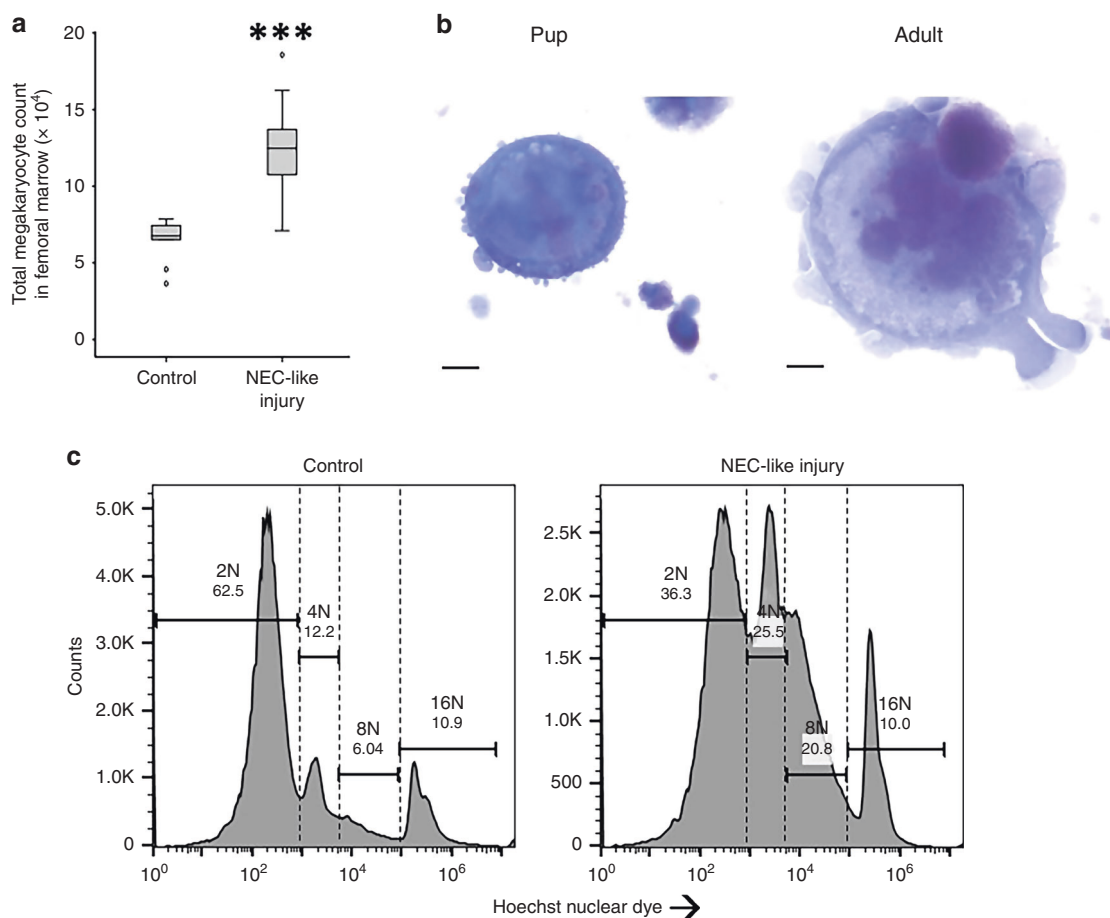 a
20
15
10
5
0
Total megakaryocyte count
in femoral marrow (× 10⁴)
***
Control
NEC-like
injury
b
Pup
Adult
c
Control
5.0K
4.0K
3.0K
2.0K
1.0K
0
Counts
2N
62.5
4N
12.2
8N
6.04
16N
10.9
10⁰
10²
10⁴
10⁶
NEC-like injury
2.5K
2.0K
1.5K
1.0K
500
0
2N
36.3
4N
25.5
8N
20.8
16N
10.0
10⁰
10²
10⁴
10⁶
Hoechst nuclear dye →